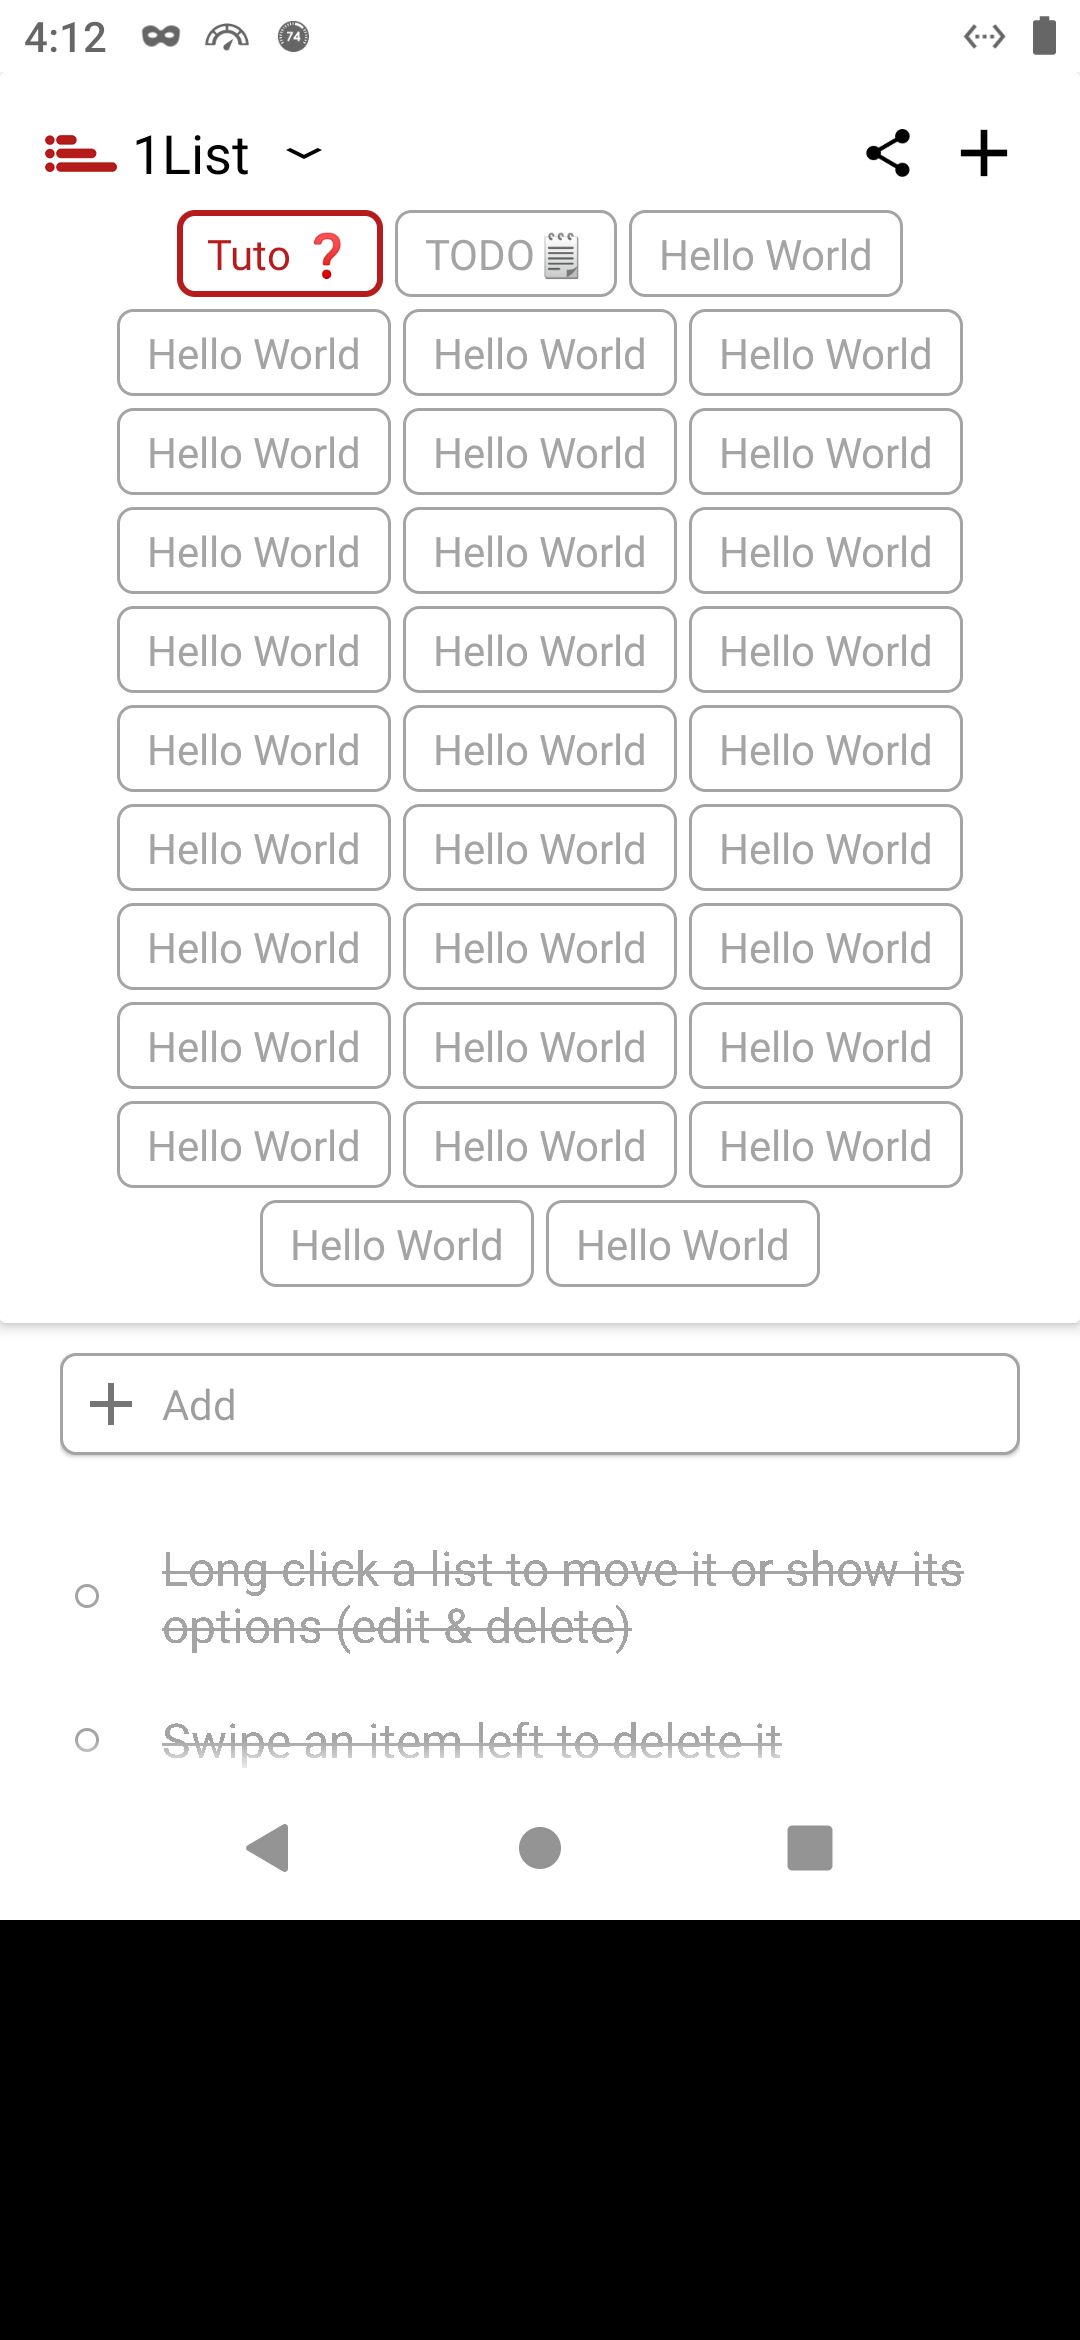 4:12
74
1List
Tuto ❓ TODO🗒 Hello World
Hello World Hello World Hello World
Hello World Hello World Hello World
Hello World Hello World Hello World
Hello World Hello World Hello World
Hello World Hello World Hello World
Hello World Hello World Hello World
Hello World Hello World Hello World
Hello World Hello World Hello World
Hello World Hello World Hello World
Hello World Hello World
Add
Long click a list to move it or show its
options (edit & delete)
Swipe an item left to delete it